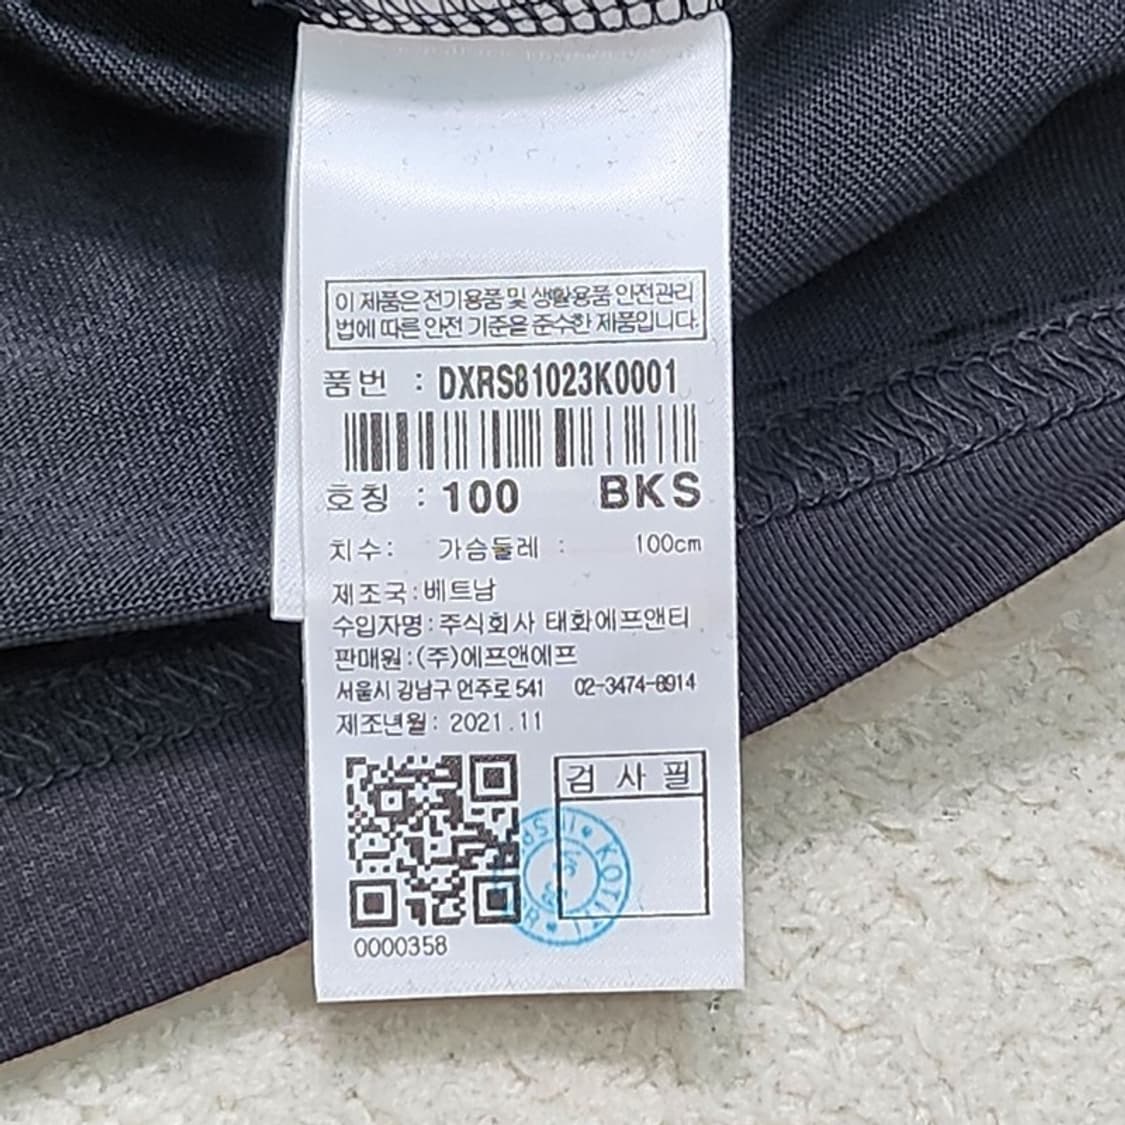 이 제품은 전기용품 및 생활용품 안전관리
법에 따른 안전 기준을 준수한 제품입니다.
품번 : DXRS81023K0001
호칭 : 100 BKS
치수: 가슴둘레 : 100cm
제조국:베트남
수입자명:주식회사 태화에프앤티
판매원:(주)에프앤에프
서울시 강남구 언주로 541 02-3474-8914
제조년월: 2021.11
검사필
KOTITI
0000358